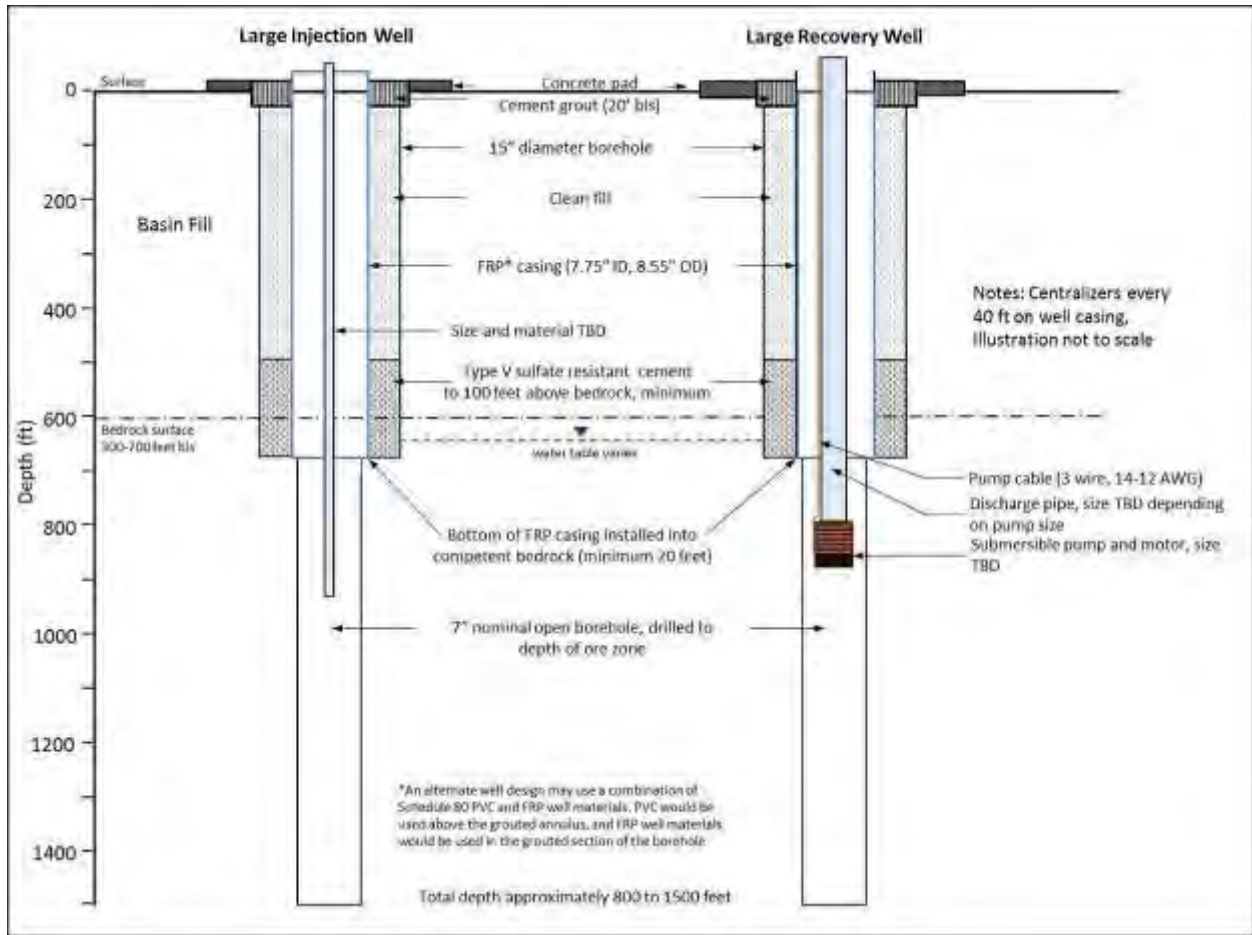 Large Injection Well
Large Recovery Well
0
Surface
Concrete pad
Cement grout (20' bls)
15" diameter borehole
200
Clean fill
Basin Fill
FRP* casing (7.75" ID, 8.55" OD)
Notes: Centralizers every
40 ft on well casing,
Illustration not to scale
400
Size and material TBD
Type V sulfate resistant cement
to 100 feet above bedrock, minimum
600
Bedrock surface
300-700 feet bls
water table varies
Depth (ft)
Pump cable (3 wire, 14-12 AWG)
Discharge pipe, size TBD depending
on pump size
Submersible pump and motor, size
TBD
800
Bottom of FRP casing installed into
competent bedrock (minimum 20 feet)
1000
7" nominal open borehole, drilled to
depth of ore zone
1200
*An alternate well design may use a combination of
Schedule 80 PVC and FRP well materials. PVC would be
used above the grouted annulus, and FRP well materials
would be used in the grouted section of the borehole
1400
Total depth approximately 800 to 1500 feet